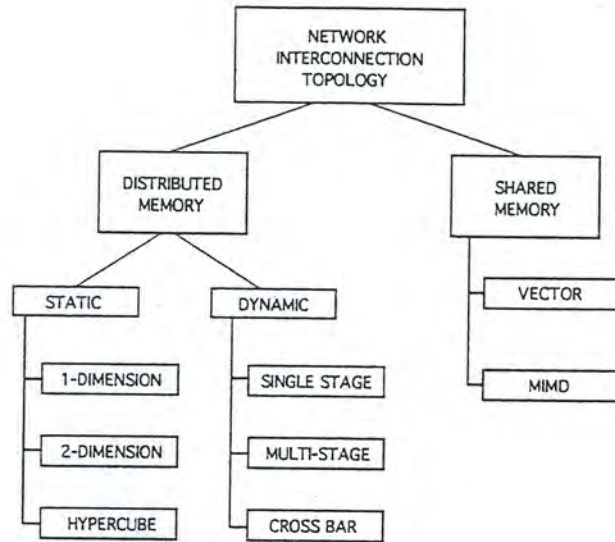 NETWORK
INTERCONNECTION
TOPOLOGY
DISTRIBUTED
MEMORY
SHARED
MEMORY
STATIC
DYNAMIC
VECTOR
1-DIMENSION
SINGLE STAGE
MIMD
2-DIMENSION
MULTI-STAGE
HYPERCUBE
CROSS BAR